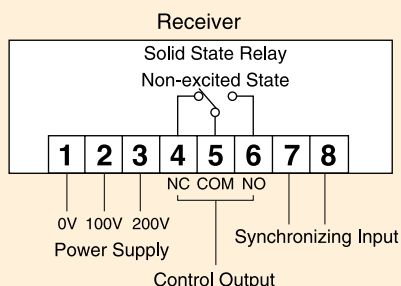 Receiver
Solid State Relay
Non-excited State
1 2 3 4 5 6 7 8
NC COM NO
0V 100V 200V
Power Supply
Synchronizing Input
Control Output